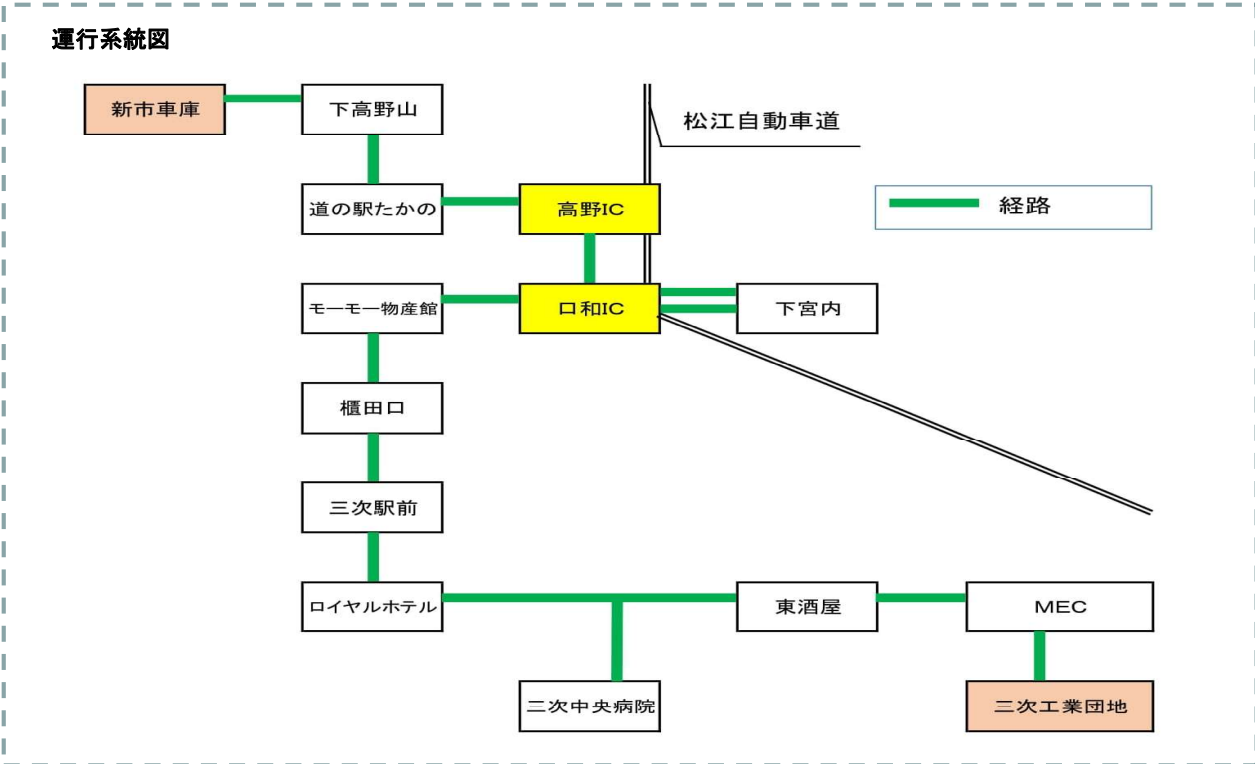 運行系統図
新市車庫
下高野山
松江自動車道
道の駅たかの
高野IC
経路
モーモー物産館
口和IC
下宮内
櫃田口
三次駅前
ロイヤルホテル
東酒屋
MEC
三次中央病院
三次工業団地